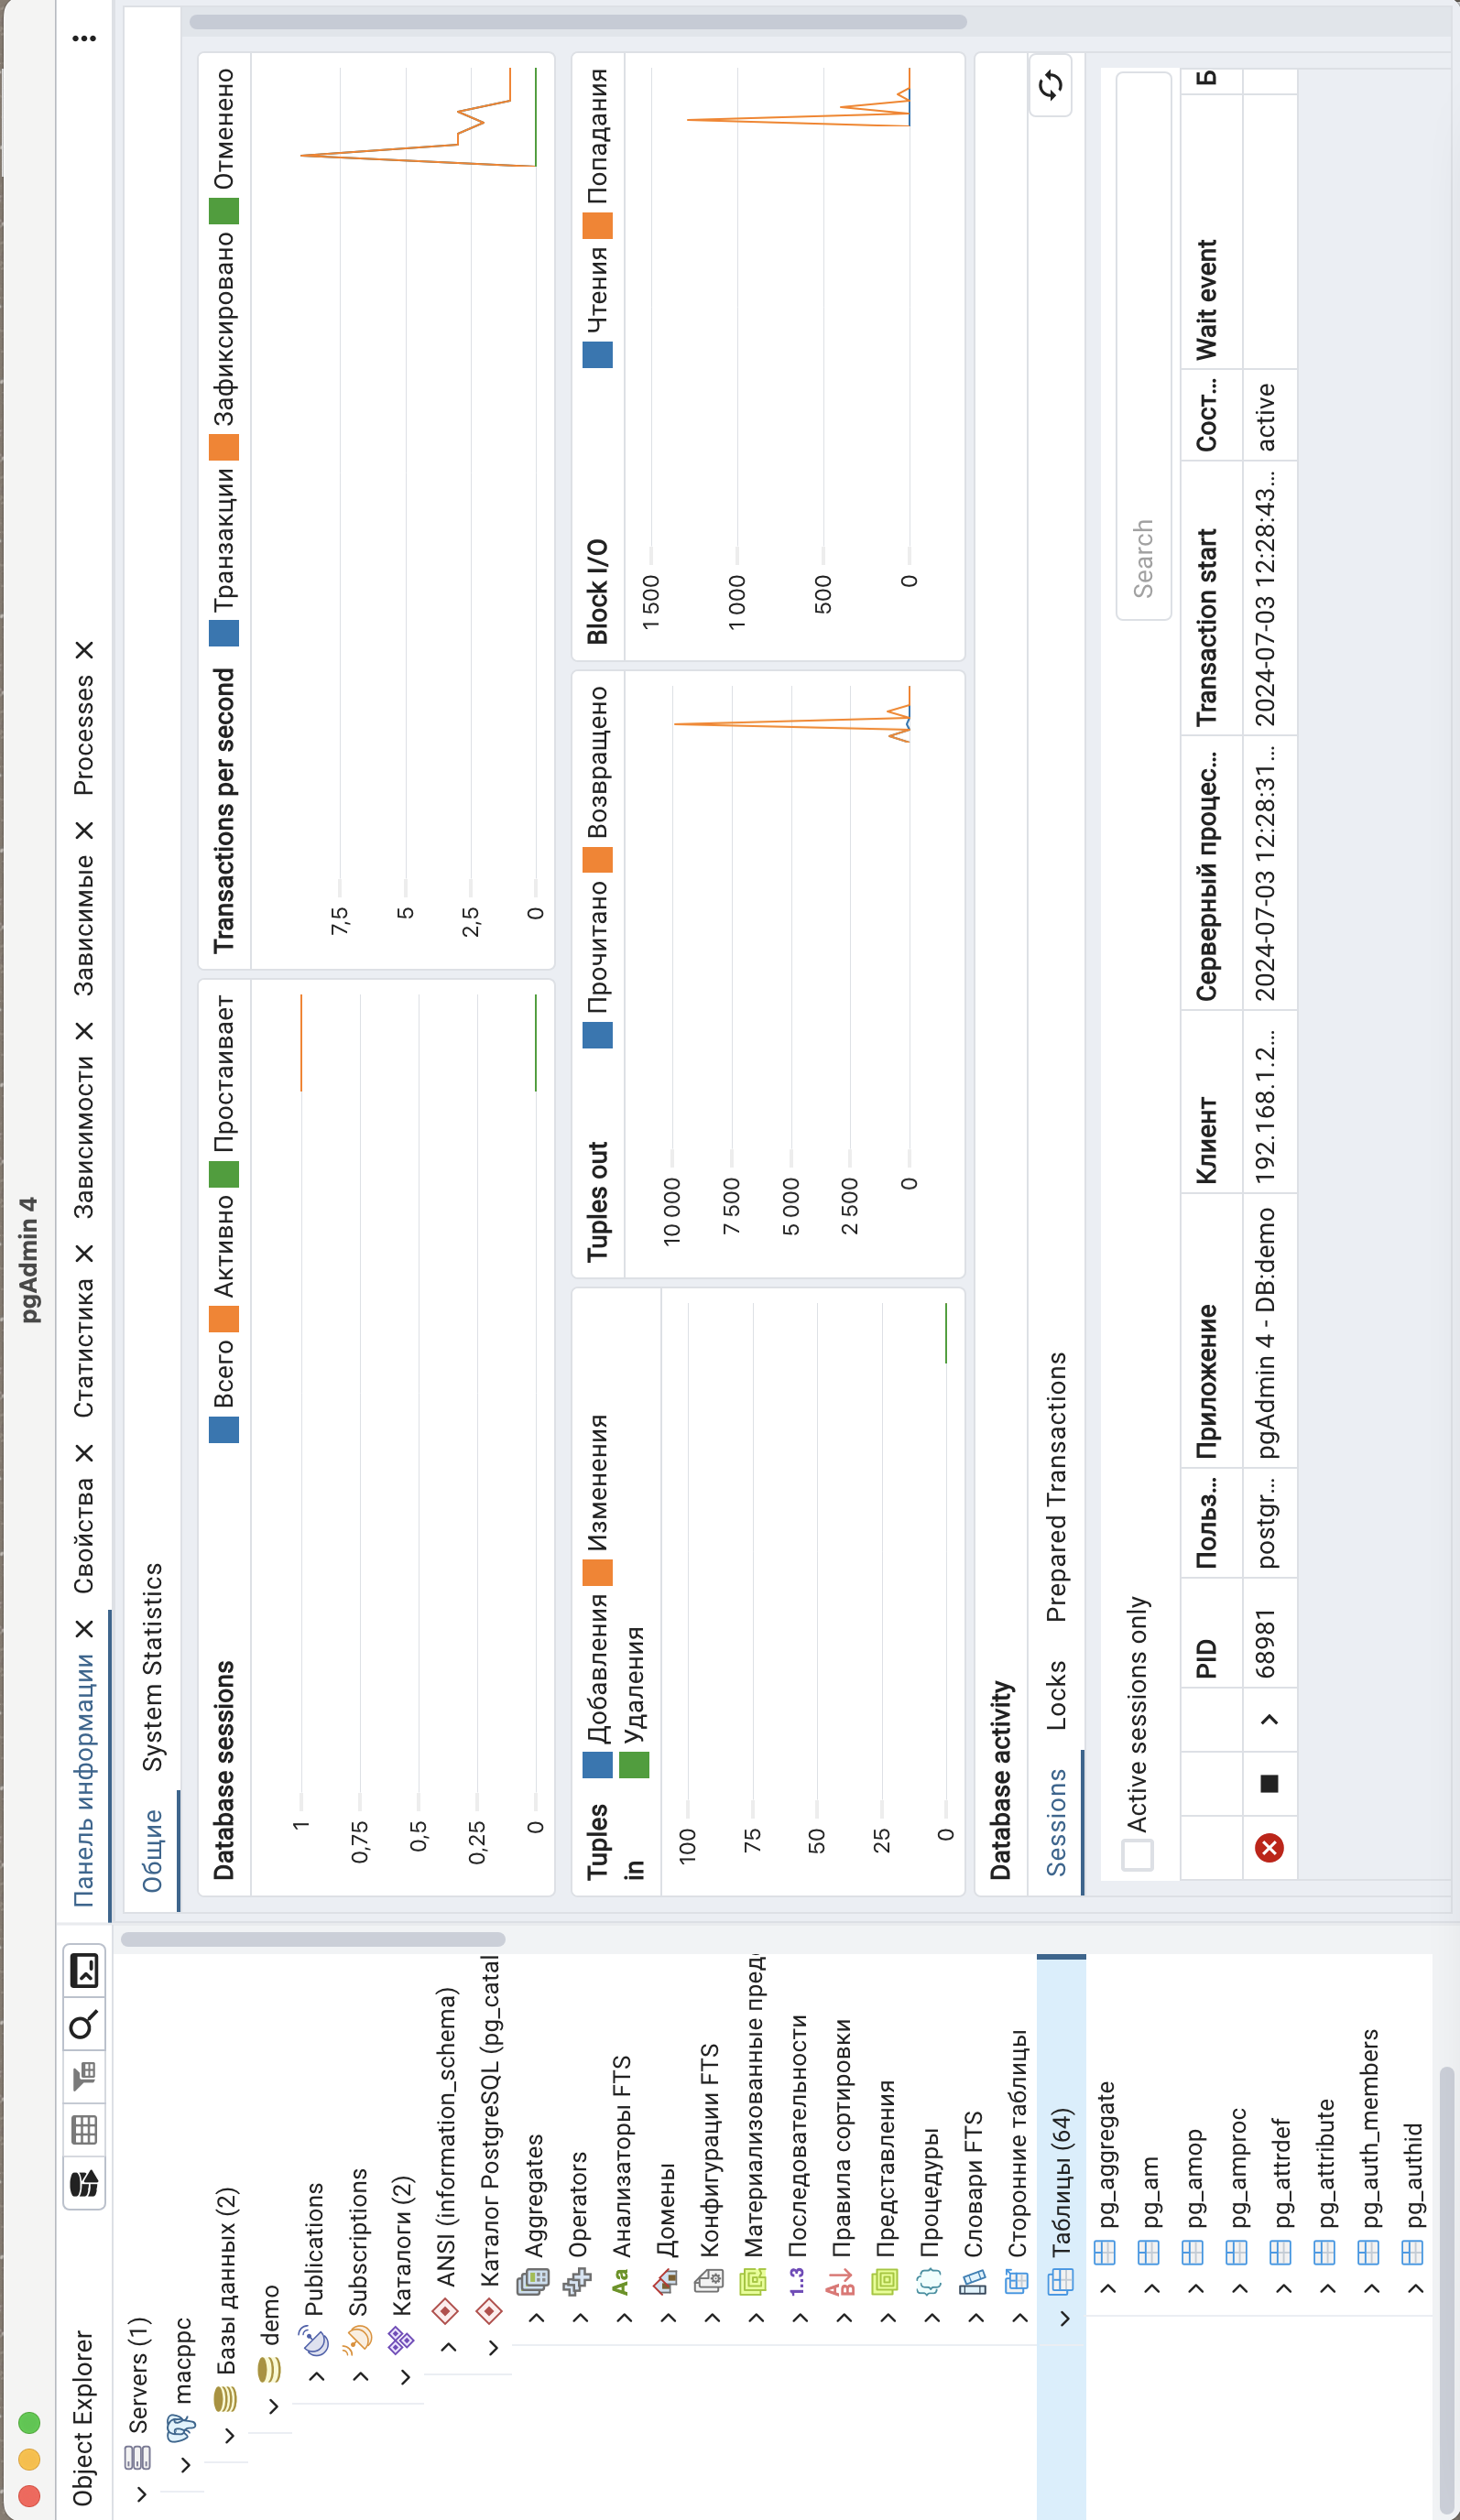 pgAdmin 4
Object Explorer
Servers (1)
macppc
Базы данных (2)
demo
Publications
Subscriptions
Каталоги (2)
ANSI (information_schema)
Каталог PostgreSQL (pg_catal
Aggregates
Operators
Анализаторы FTS
Домены
Конфигурации FTS
Материализованные пред
1..3 Последовательности
Правила сортировки
Представления
Процедуры
Словари FTS
Сторонние таблицы
Таблицы (64)
pg_aggregate
pg_am
pg_amop
pg_amproc
pg_attrdef
pg_attribute
pg_auth_members
pg_authid
Панель информации Свойства Статистика Зависимости Зависимые Processes
Общие System Statistics
Database sessions Всего Активно Простаивает
1
0,75
0,5
0,25
0
Transactions per second Транзакции Зафиксировано Отменено
7,5
5
2,5
0
Tuples in Добавления Изменения
Удаления
100
75
50
25
0
Tuples out Прочитано Возвращено
10 000
7 500
5 000
2 500
0
Block I/O Чтения Попадания
1 500
1 000
500
0
Database activity
Sessions Locks Prepared Transactions
Active sessions only Search
PID Польз... Приложение Клиент Серверный процес... Transaction start Сост... Wait event Б
68981 postgr... pgAdmin 4 - DB:demo 192.168.1.2... 2024-07-03 12:28:31... 2024-07-03 12:28:43... active